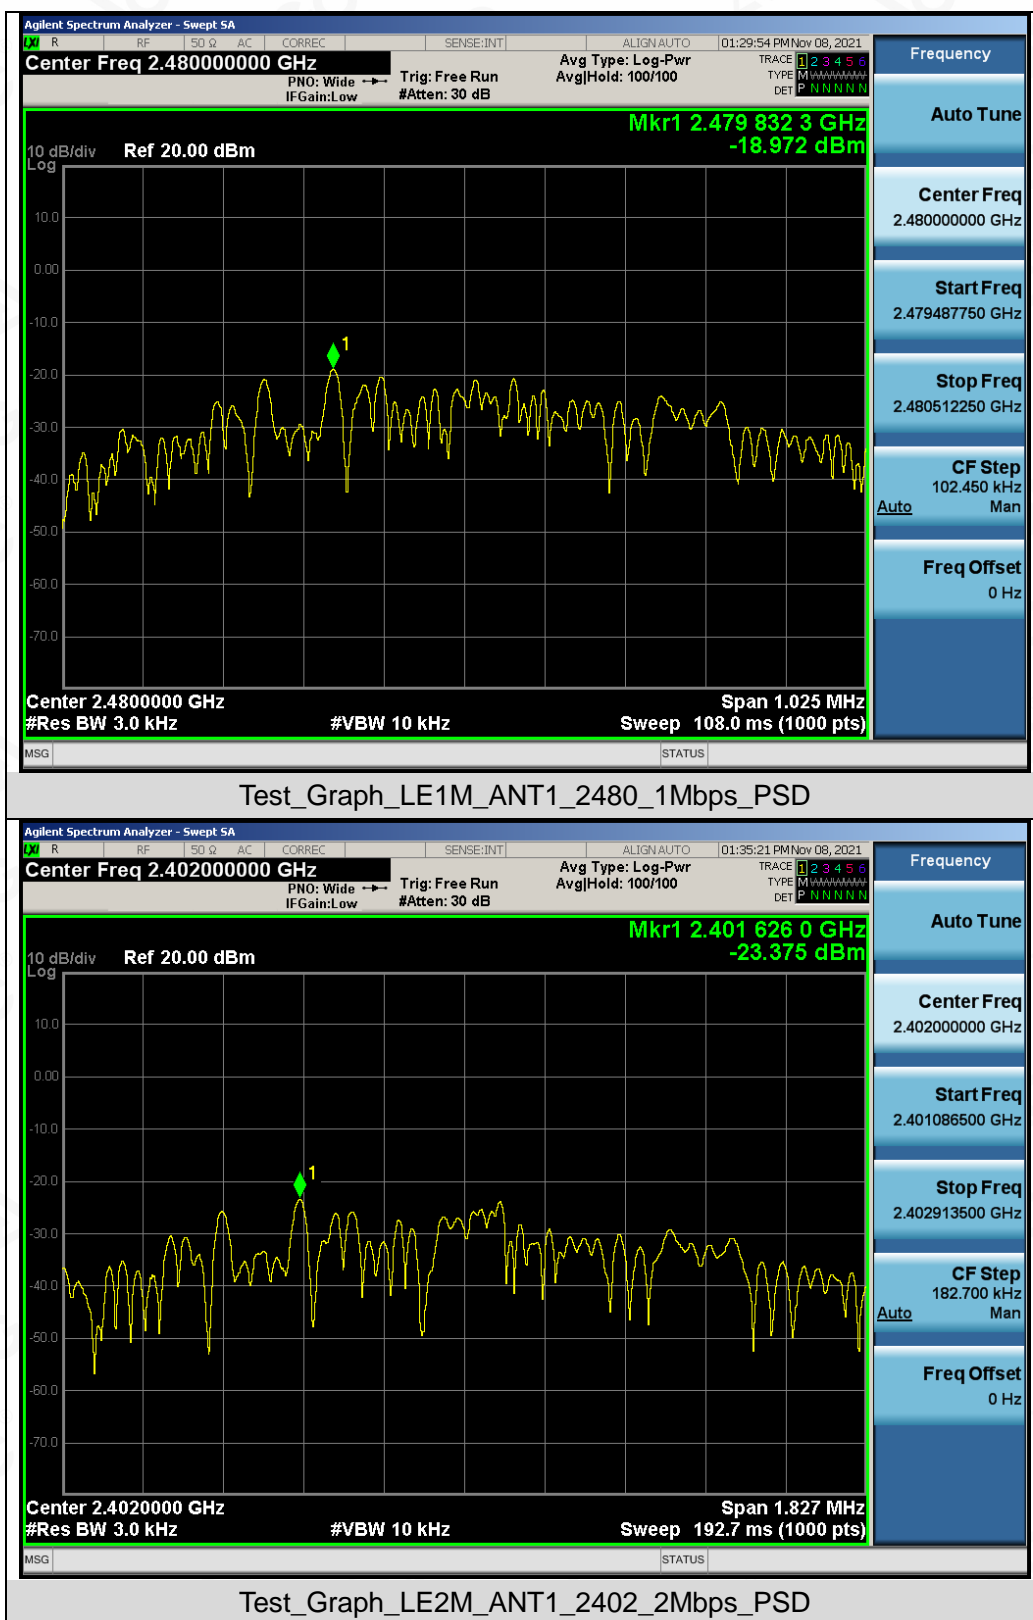 Agilent Spectrum Analyzer - Swept SA
LXI R RF 50 Ω AC CORREC SENSE:INT ALIGN AUTO 01:29:54 PM Nov 08, 2021
Center Freq 2.480000000 GHz
PNO: Wide
IFGain:Low
Trig: Free Run
#Atten: 30 dB
Avg Type: Log-Pwr
Avg|Hold: 100/100
TRACE 1 2 3 4 5 6
TYPE M
DET P N N N N N
Mkr1 2.479 832 3 GHz
-18.972 dBm
10 dB/div Ref 20.00 dBm
Log
10.0
0.00
-10.0
-20.0
-30.0
-40.0
-50.0
-60.0
-70.0
1
Center 2.4800000 GHz Span 1.025 MHz
#Res BW 3.0 kHz #VBW 10 kHz Sweep 108.0 ms (1000 pts)
MSG STATUS
Frequency
Auto Tune
Center Freq
2.480000000 GHz
Start Freq
2.479487750 GHz
Stop Freq
2.480512250 GHz
CF Step
102.450 kHz
Auto Man
Freq Offset
0 Hz
Test_Graph_LE1M_ANT1_2480_1Mbps_PSD
Agilent Spectrum Analyzer - Swept SA
LXI R RF 50 Ω AC CORREC SENSE:INT ALIGN AUTO 01:35:21 PM Nov 08, 2021
Center Freq 2.402000000 GHz
PNO: Wide
IFGain:Low
Trig: Free Run
#Atten: 30 dB
Avg Type: Log-Pwr
Avg|Hold: 100/100
TRACE 1 2 3 4 5 6
TYPE M
DET P N N N N N
Mkr1 2.401 626 0 GHz
-23.375 dBm
10 dB/div Ref 20.00 dBm
Log
10.0
0.00
-10.0
-20.0
-30.0
-40.0
-50.0
-60.0
-70.0
1
Center 2.4020000 GHz Span 1.827 MHz
#Res BW 3.0 kHz #VBW 10 kHz Sweep 192.7 ms (1000 pts)
MSG STATUS
Frequency
Auto Tune
Center Freq
2.402000000 GHz
Start Freq
2.401086500 GHz
Stop Freq
2.402913500 GHz
CF Step
182.700 kHz
Auto Man
Freq Offset
0 Hz
Test_Graph_LE2M_ANT1_2402_2Mbps_PSD